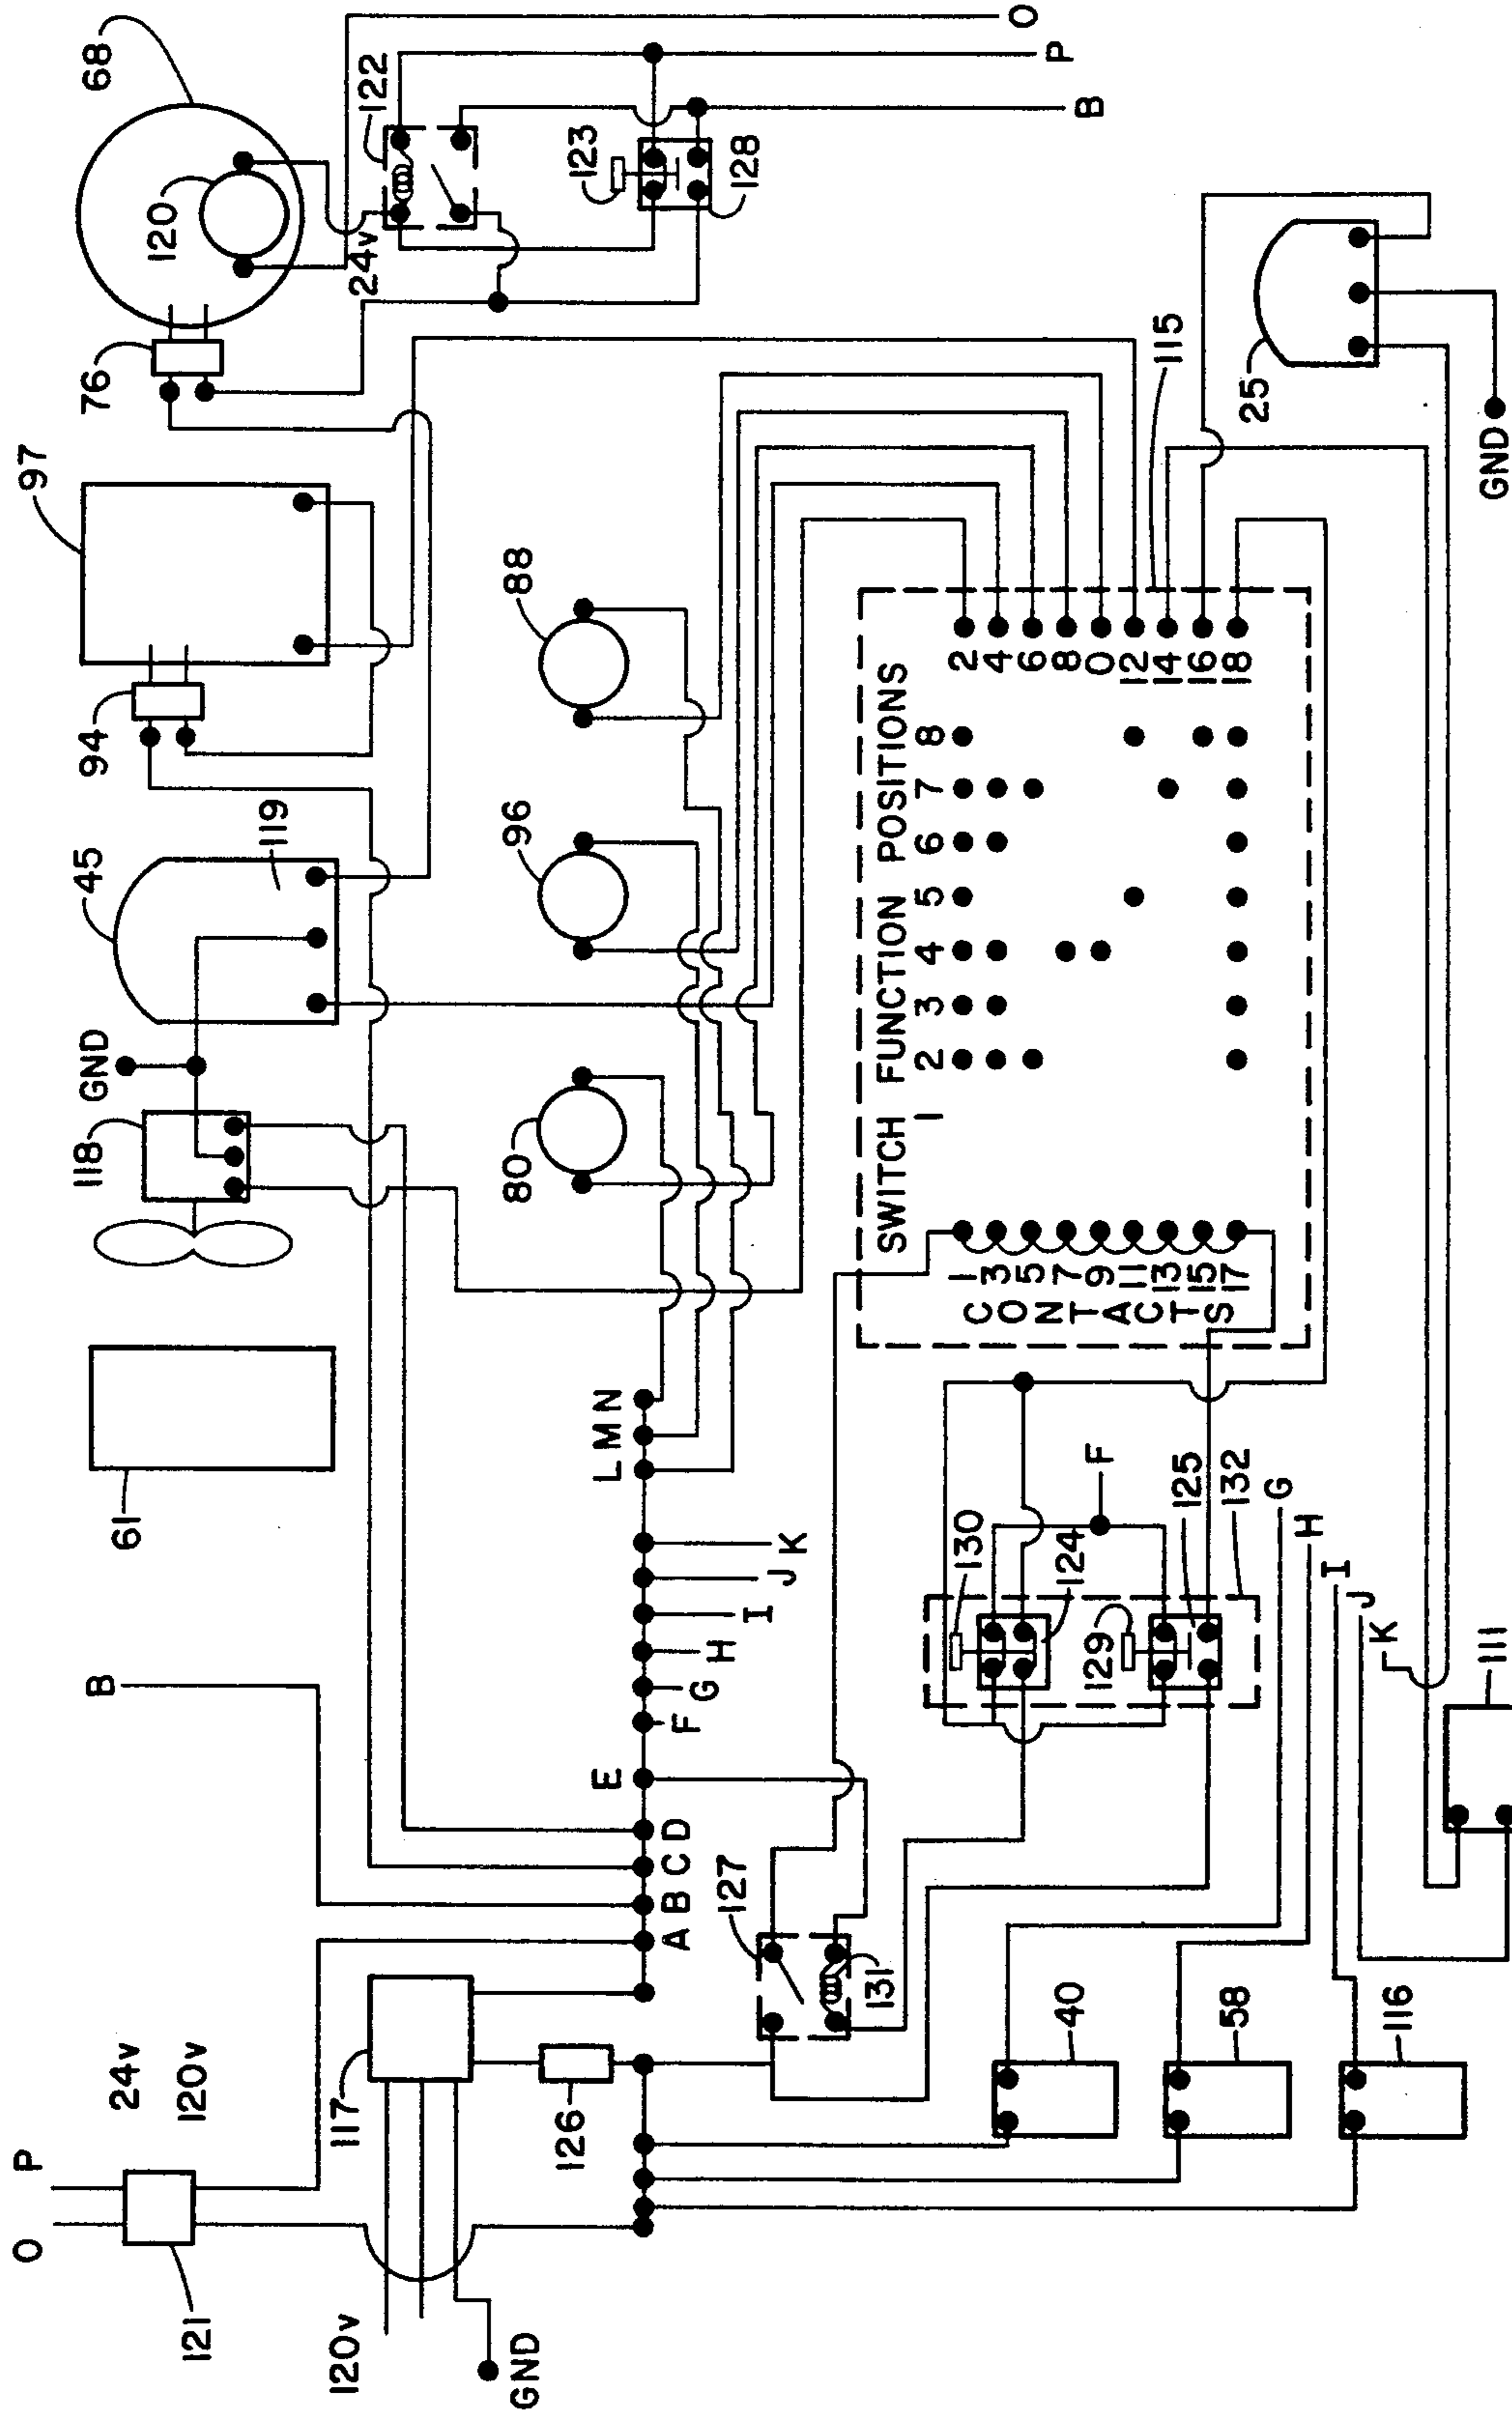 O P
24v
120v
121
120v
GND
117
126
A
B
C
D
E
F
G
H
I
J
K
L M N
B
61
118
GND
45
119
94
97
76
68
120
24v
122
123
128
O
P
B
80
96
88
127
131
SWITCH FUNCTION POSITIONS
1 2 3 4 5 6 7 8
CONTACTS
1 2
3 4
5 6
7 8
9 0
11 12
13 14
15 16
17 18
115
25
GND
130
124
F
129
125
132
G
H
I
J
K
40
58
116
111